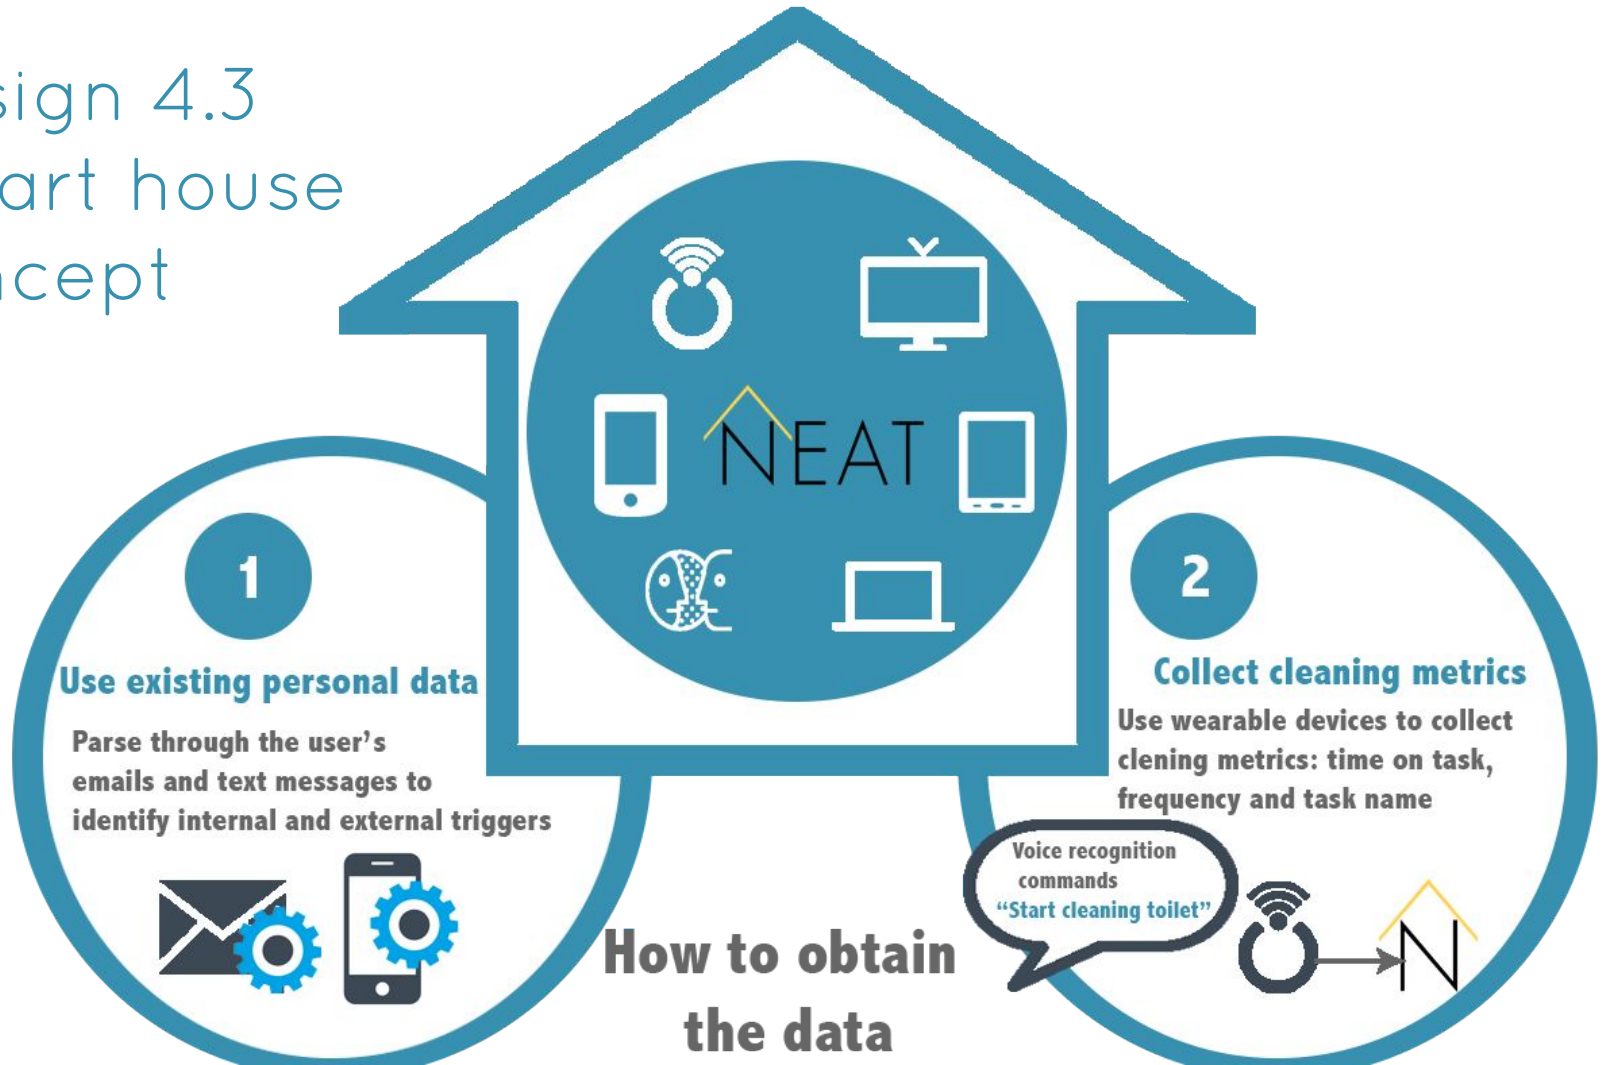 sign 4.3
art house
ncept
NEAT
1
Use existing personal data
Parse through the user's
emails and text messages to
identify internal and external triggers
2
Collect cleaning metrics
Use wearable devices to collect
clening metrics: time on task,
frequency and task name
Voice recognition
commands
“Start cleaning toilet”
N
How to obtain
the data